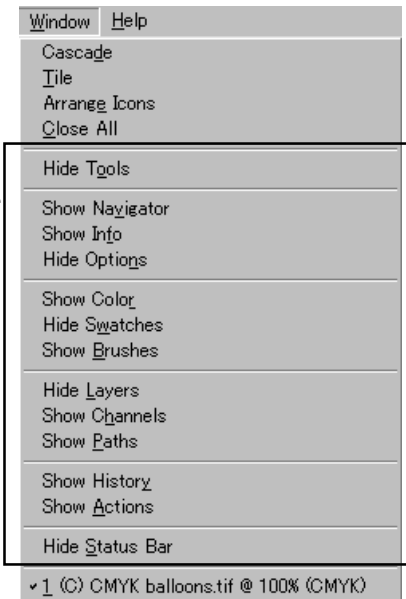 Window Help
Cascade
Tile
Arrange Icons
Close All
Hide Tools
Show Navigator
Show Info
Hide Options
Show Color
Hide Swatches
Show Brushes
Hide Layers
Show Channels
Show Paths
Show History
Show Actions
Hide Status Bar
✓1 (C) CMYK balloons.tif @ 100% (CMYK)